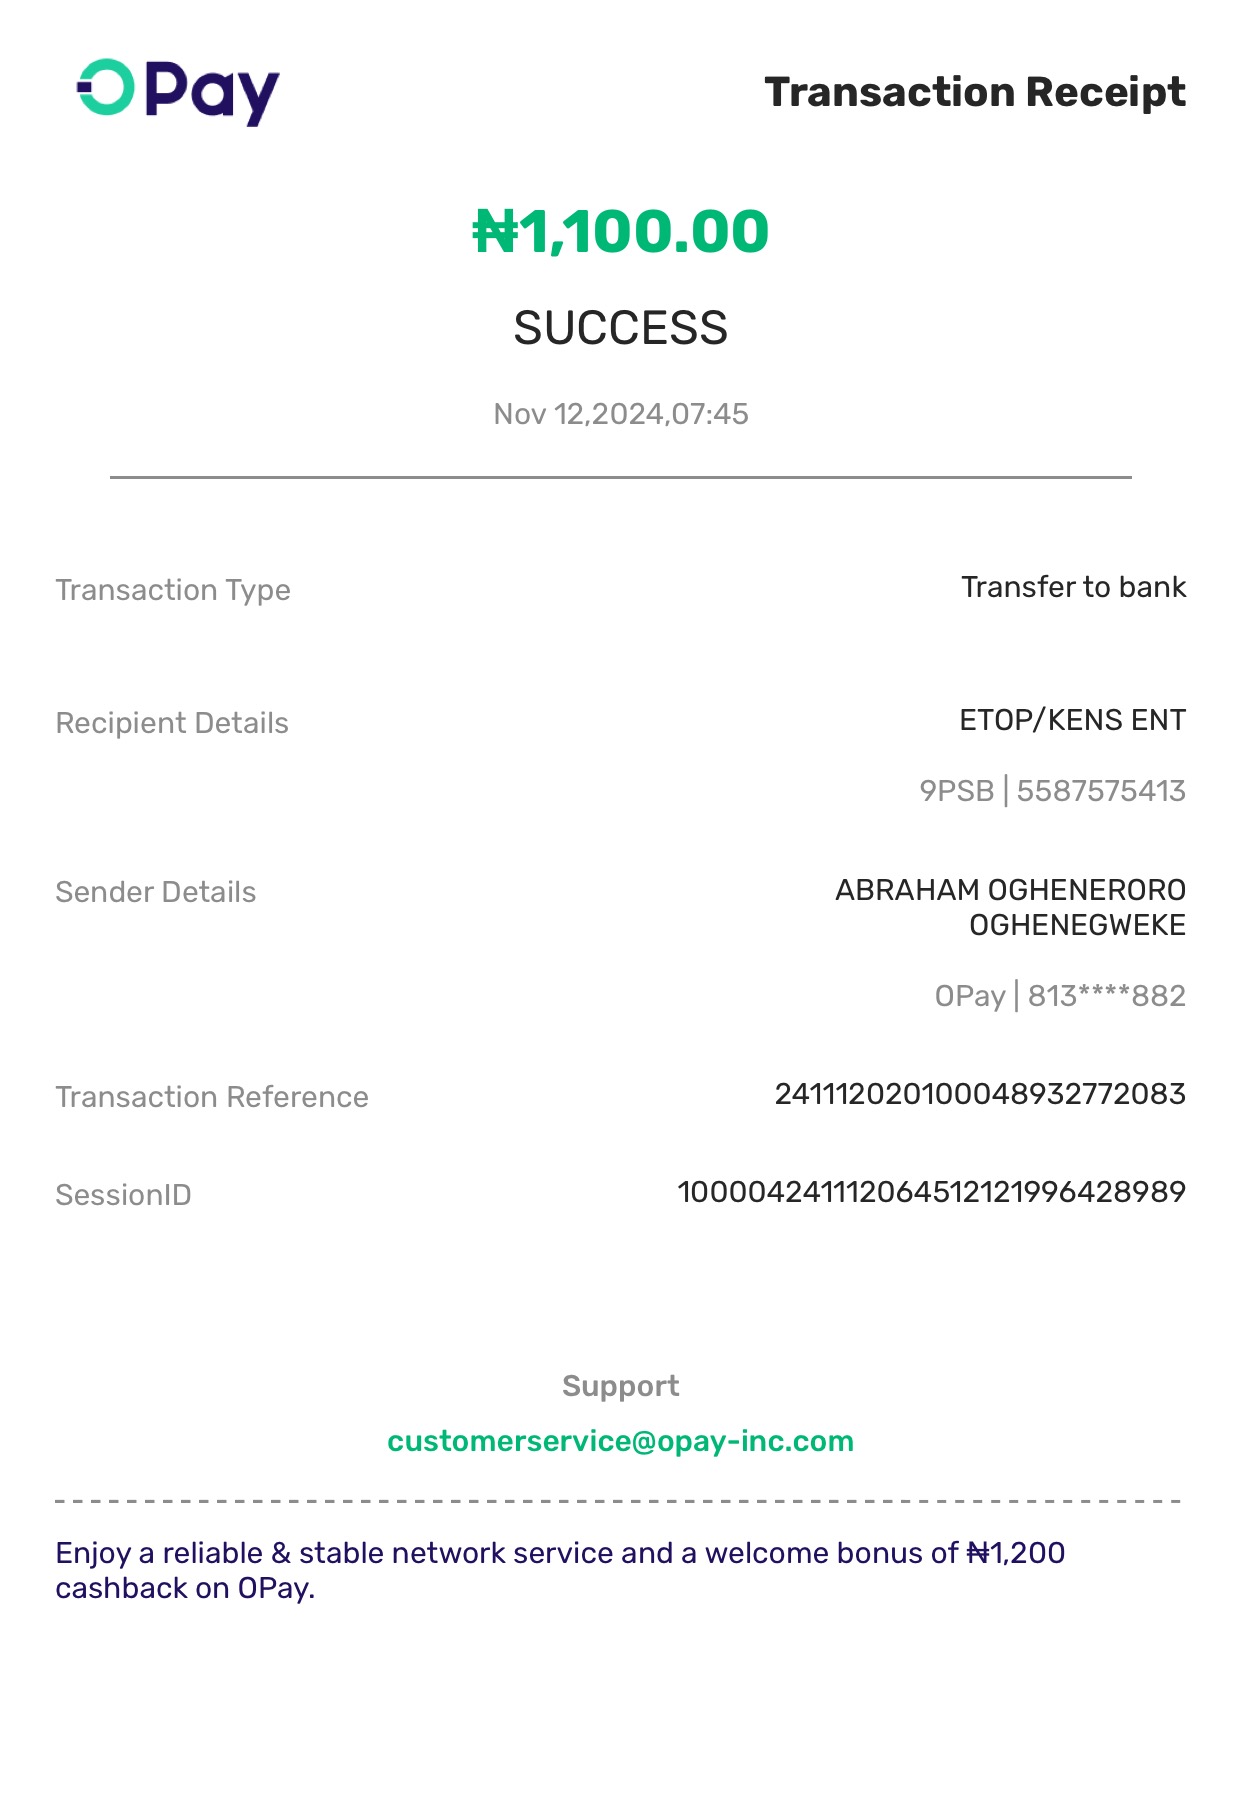 OPay
Transaction Receipt
₦1,100.00
SUCCESS
Nov 12,2024,07:45
Transaction Type
Transfer to bank
Recipient Details
ETOP/KENS ENT
9PSB | 5587575413
Sender Details
ABRAHAM OGHENERORO
OGHENEGWEKE
OPay | 813****882
Transaction Reference
241112020100048932772083
SessionID
100004241112064512121996428989
Support
customerservice@opay-inc.com
Enjoy a reliable & stable network service and a welcome bonus of ₦1,200
cashback on OPay.